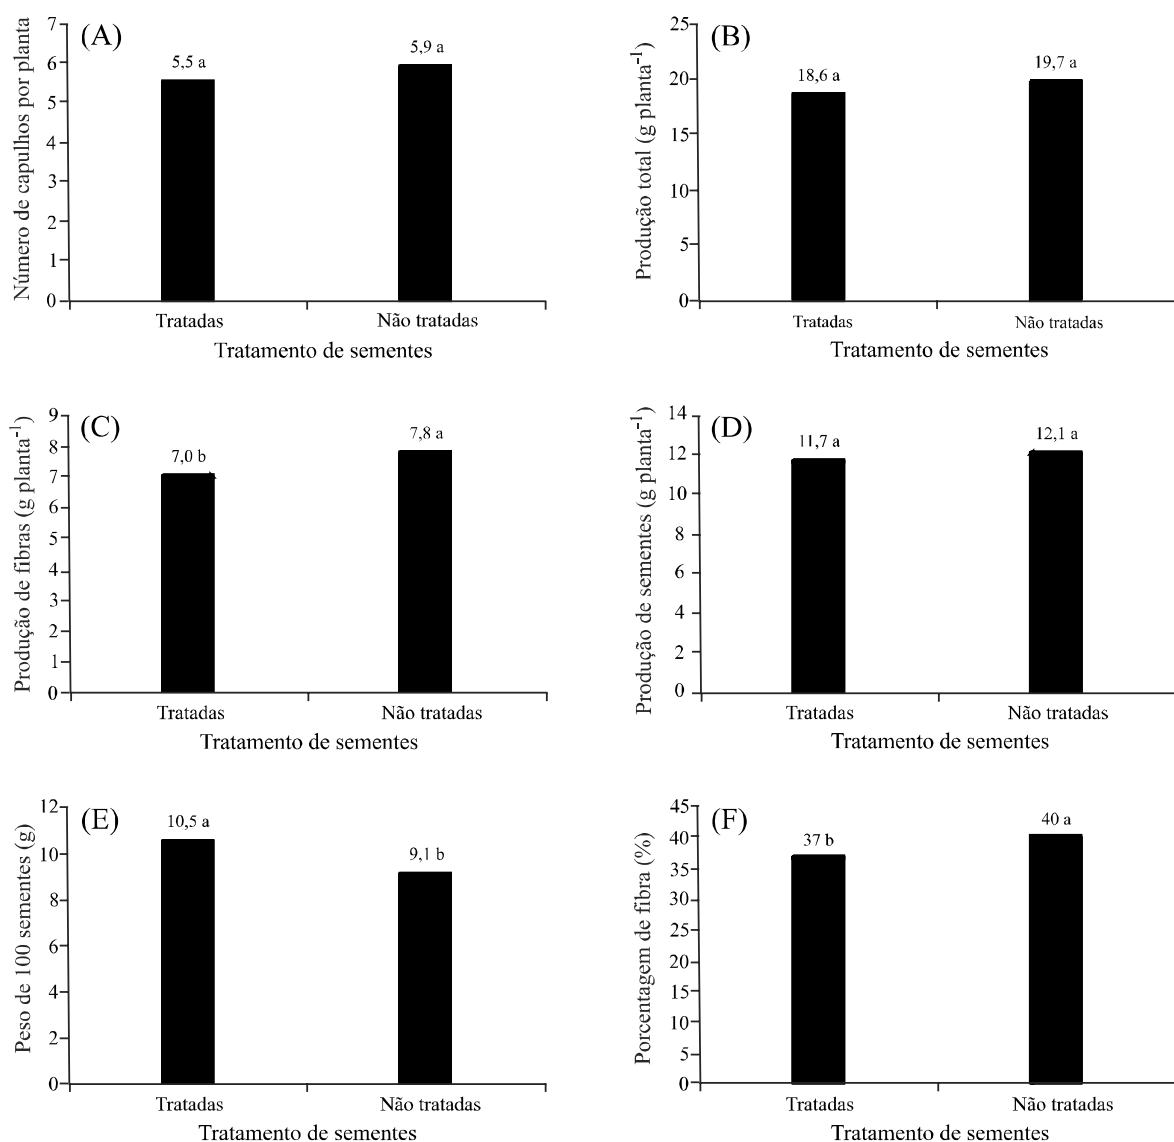 (A)
Número de capulhos por planta
7
6
5
4
3
2
1
0
5,5 a
5,9 a
Tratadas
Não tratadas
Tratamento de sementes
(B)
Produção total (g planta⁻¹)
25
20
15
10
5
0
18,6 a
19,7 a
Tratadas
Não tratadas
Tratamento de sementes
(C)
Produção de fibras (g planta⁻¹)
9
8
7
6
5
4
3
2
1
0
7,0 b
7,8 a
Tratadas
Não tratadas
Tratamento de sementes
(D)
Produção de sementes (g planta⁻¹)
14
12
10
8
6
4
2
0
11,7 a
12,1 a
Tratadas
Não tratadas
Tratamento de sementes
(E)
Peso de 100 sementes (g)
12
10
8
6
4
2
0
10,5 a
9,1 b
Tratadas
Não tratadas
Tratamento de sementes
(F)
Porcentagem de fibra (%)
45
40
35
30
25
20
15
10
5
0
37 b
40 a
Tratadas
Não tratadas
Tratamento de sementes